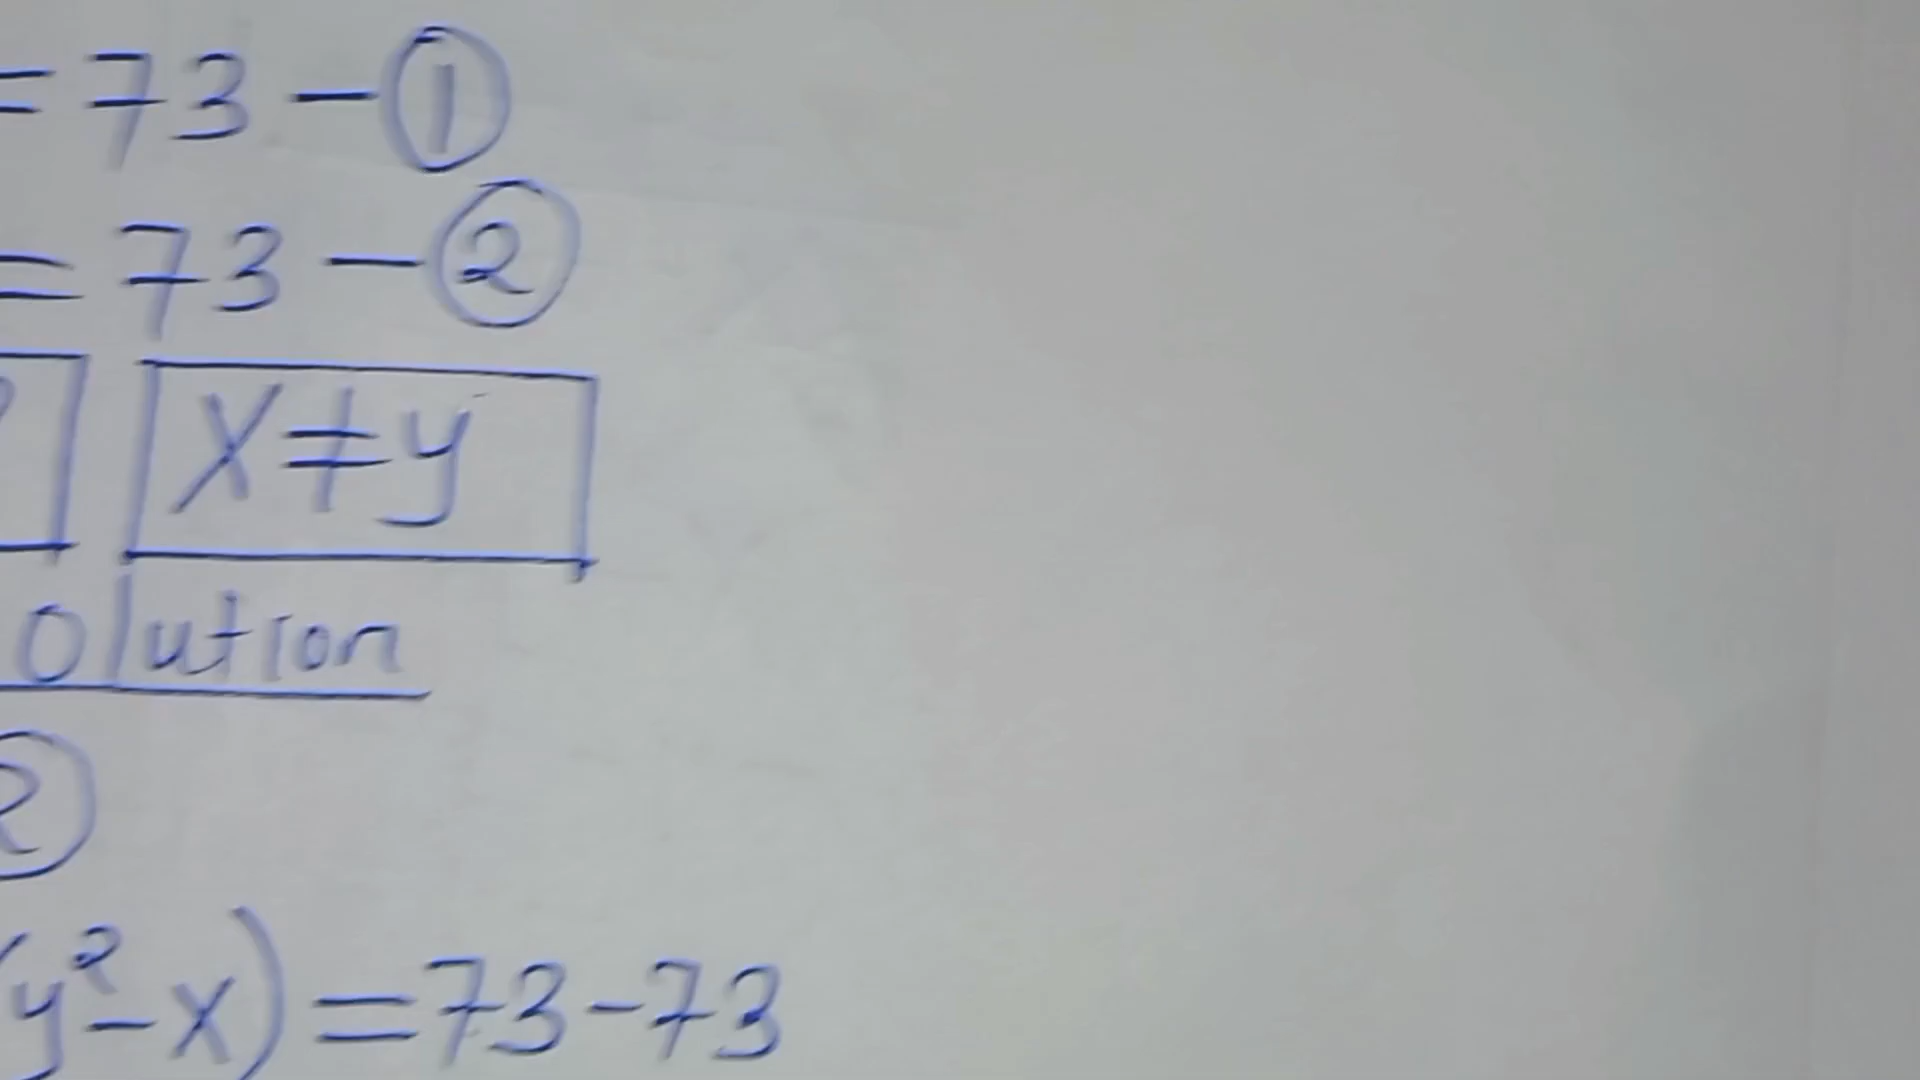 = 73 - ①
= 73 - ②
x ≠ y
olution
②
(y² - x) = 73 - 73